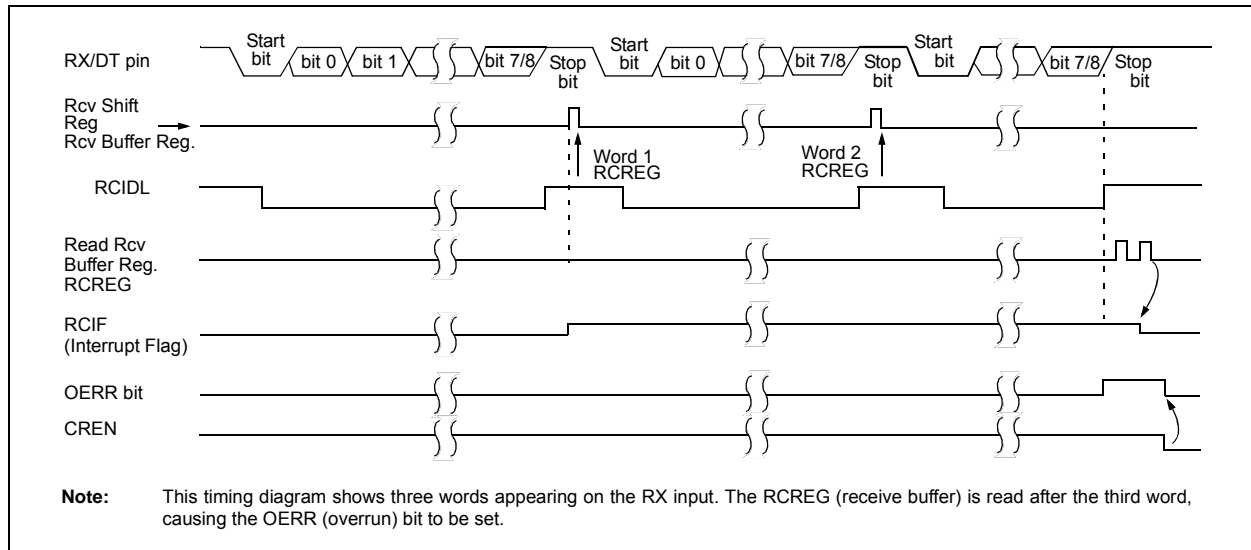 RX/DT pin
Start
bit
bit 0
bit 1
bit 7/8
Stop
bit
Start
bit
bit 0
bit 7/8
Stop
bit
Start
bit
bit 7/8
Stop
bit
Rcv Shift
Reg
Rcv Buffer Reg.
Word 1
RCREG
Word 2
RCREG
RCIDL
Read Rcv
Buffer Reg.
RCREG
RCIF
(Interrupt Flag)
OERR bit
CREN
Note: This timing diagram shows three words appearing on the RX input. The RCREG (receive buffer) is read after the third word,
causing the OERR (overrun) bit to be set.